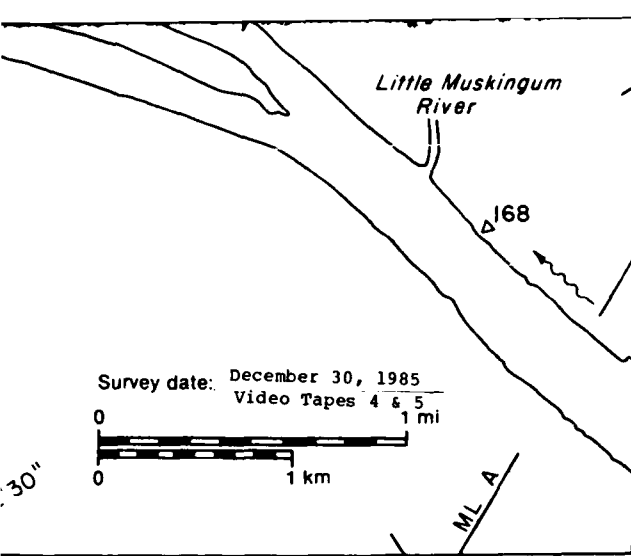 Little Muskingum
River
168
Survey date: December 30, 1985
Video Tapes 4 & 5
0 1 mi
0 1 km
30"
ML A